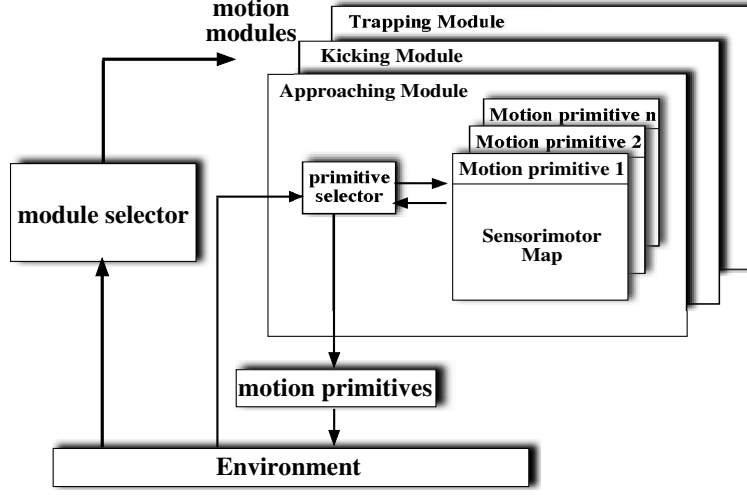 motion
modules
Trapping Module
Kicking Module
Approaching Module
Motion primitive n
Motion primitive 2
Motion primitive 1
primitive
selector
module selector
Sensorimotor
Map
motion primitives
Environment